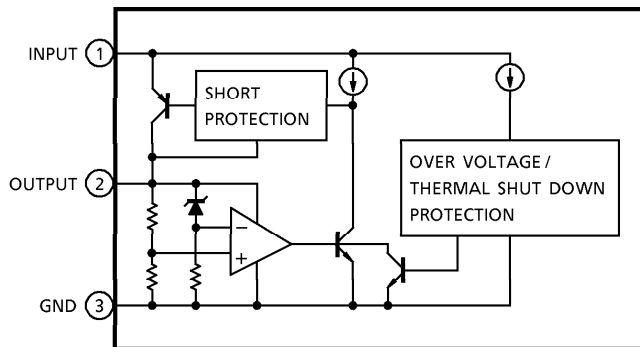 INPUT 1
SHORT
PROTECTION
OVER VOLTAGE /
THERMAL SHUT DOWN
PROTECTION
OUTPUT 2
−
+
GND 3